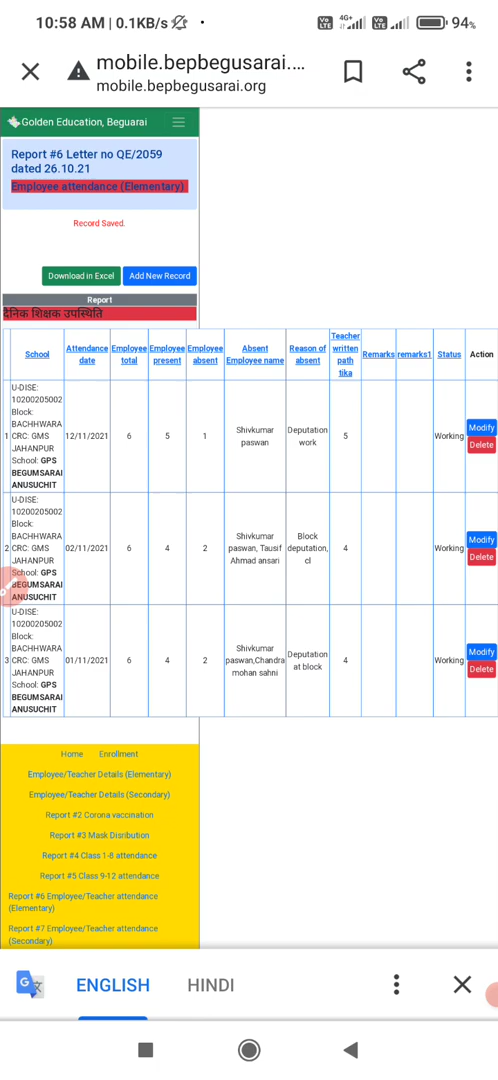 10:58 AM | 0.1KB/s
Vo LTE 4G+ Vo LTE 94%
mobile.bepbegusarai....
mobile.bepbegusarai.org
Golden Education, Beguarai
Report #6 Letter no QE/2059
dated 26.10.21
Employee attendance (Elementary)
Record Saved.
Download in Excel Add New Record
Report
दैनिक शिक्षक उपस्थिति
School Attendance date Employee total Employee present Employee absent Absent Employee name Reason of absent Teacher written path tika Remarks remarks1 Status Action
1 U-DISE: 10200205002 Block: BACHHWARA CRC: GMS JAHANPUR School: GPS BEGUMSARAI ANUSUCHIT 12/11/2021 6 5 1 Shivkumar paswan Deputation work 5 Working Modify Delete
2 U-DISE: 10200205002 Block: BACHHWARA CRC: GMS JAHANPUR School: GPS BEGUMSARAI ANUSUCHIT 02/11/2021 6 4 2 Shivkumar paswan, Tausif Ahmad ansari Block deputation, cl 4 Working Modify Delete
3 U-DISE: 10200205002 Block: BACHHWARA CRC: GMS JAHANPUR School: GPS BEGUMSARAI ANUSUCHIT 01/11/2021 6 4 2 Shivkumar paswan,Chandra mohan sahni Deputation at block 4 Working Modify Delete
Home Enrollment
Employee/Teacher Details (Elementary)
Employee/Teacher Details (Secondary)
Report #2 Corona vaccination
Report #3 Mask Disribution
Report #4 Class 1-8 attendance
Report #5 Class 9-12 attendance
Report #6 Employee/Teacher attendance
(Elementary)
Report #7 Employee/Teacher attendance
(Secondary)
G ENGLISH HINDI